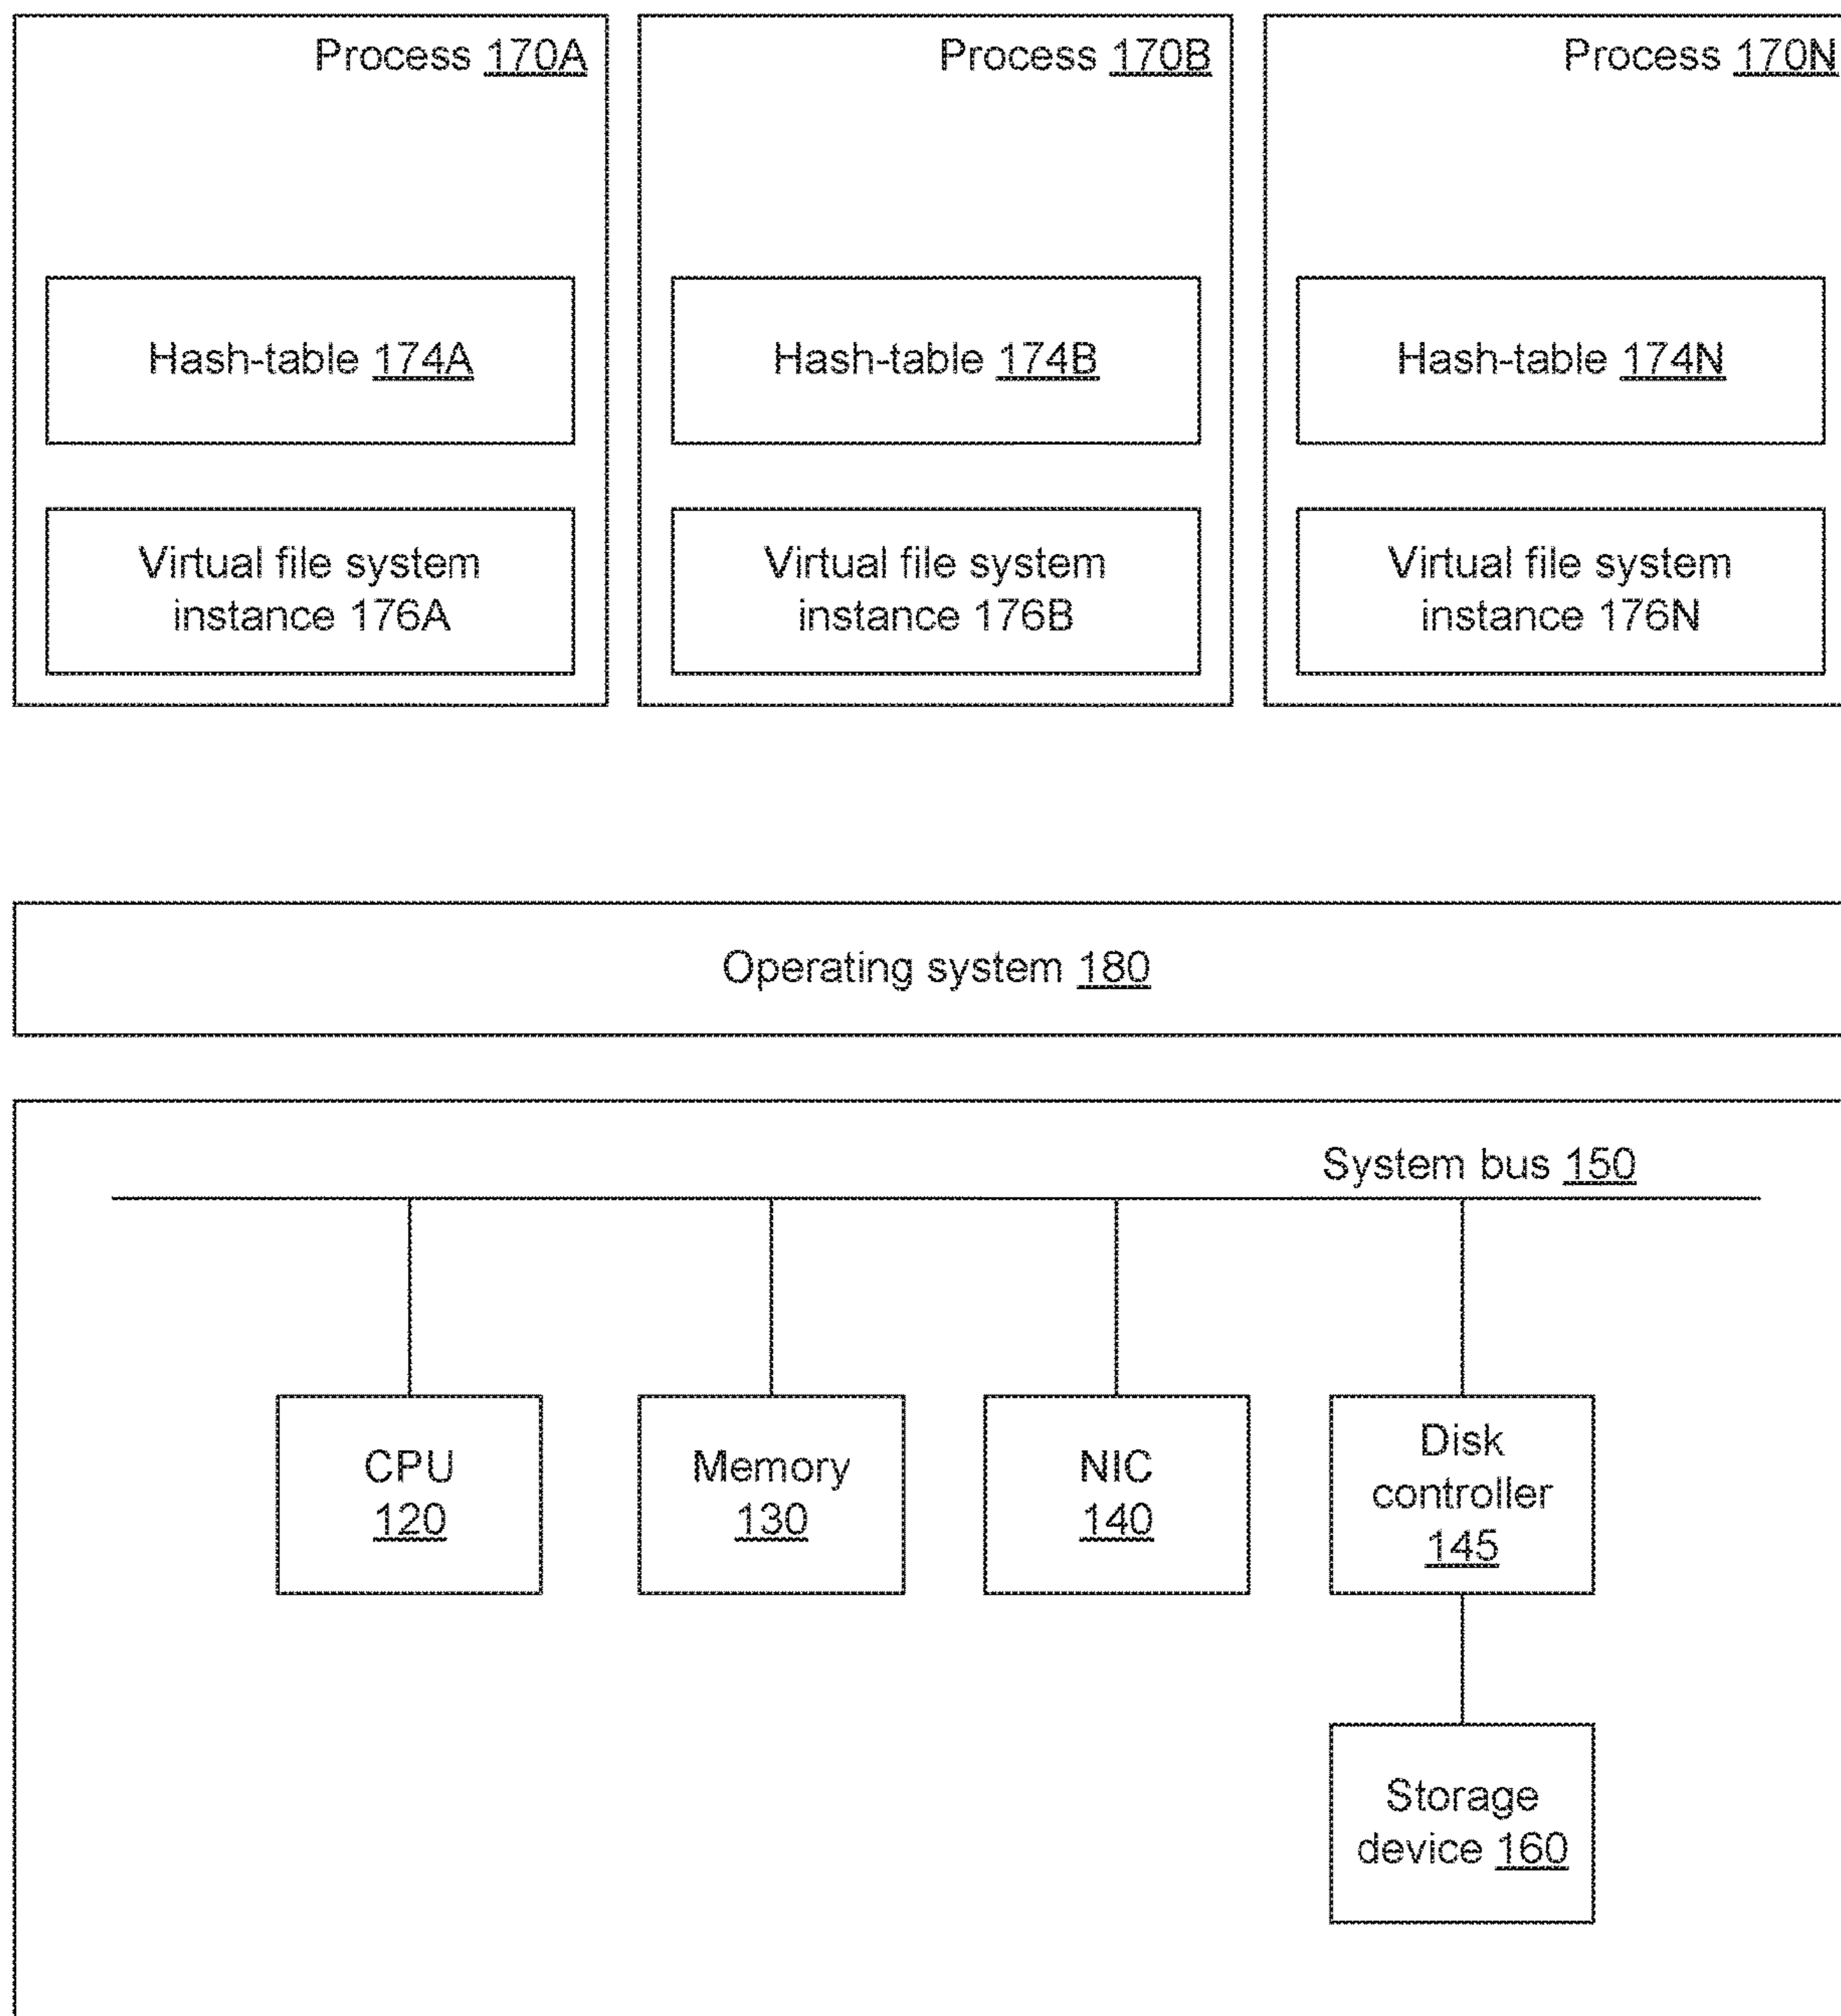 Process 170A
Process 170B
Process 170N
Hash-table 174A
Hash-table 174B
Hash-table 174N
Virtual file system
instance 176A
Virtual file system
instance 176B
Virtual file system
instance 176N
Operating system 180
System bus 150
CPU
120
Memory
130
NIC
140
Disk
controller
145
Storage
device 160